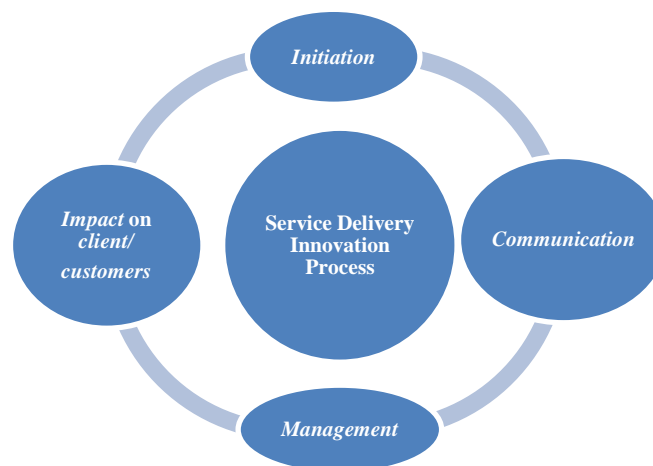 Initiation
Impact on
client/
customers
Service Delivery
Innovation
Process
Communication
Management